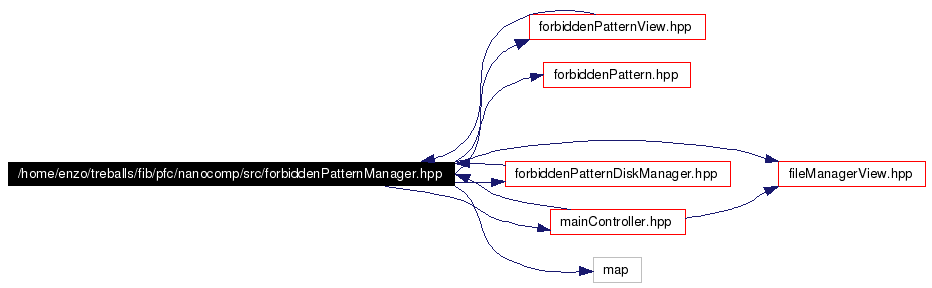 forbiddenPatternView.hpp
forbiddenPattern.hpp
/home/enzo/treballs/fib/pfc/nanocomp/src/forbiddenPatternManager.hpp
forbiddenPatternDiskManager.hpp
fileManagerView.hpp
mainController.hpp
map